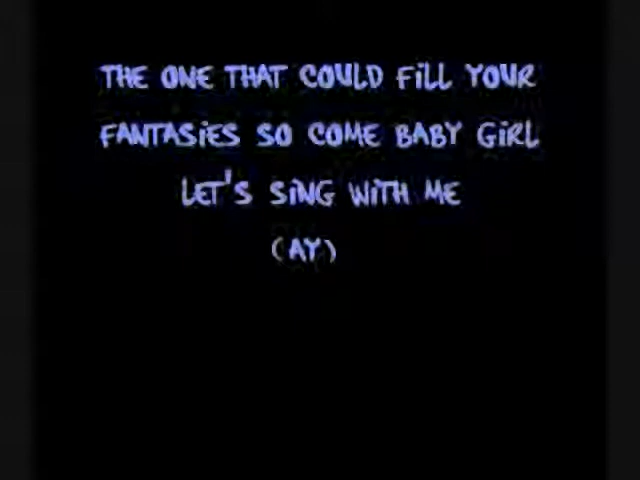 THE ONE THAT COULD FiLL YOUR
FANTASiES SO COME BABY GiRL
LET'S SiNG WiTH ME
(AY)